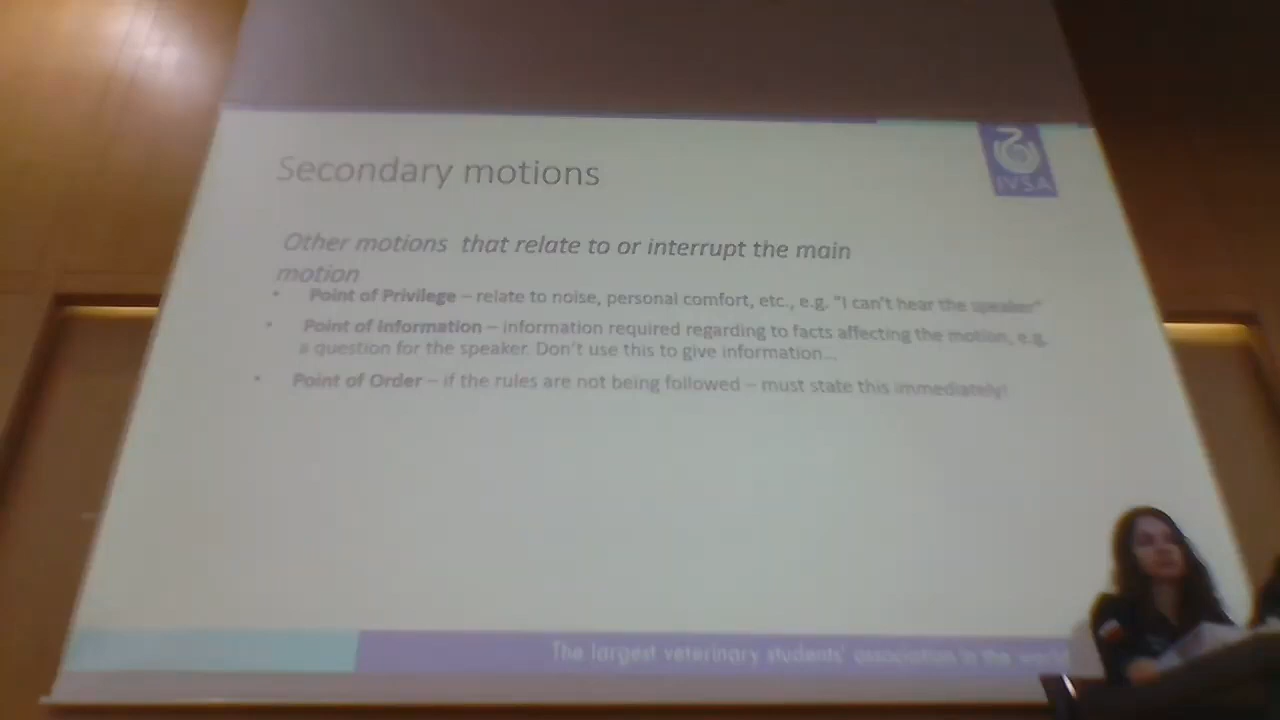 IVSA
Secondary motions
Other motions that relate to or interrupt the main
motion
• Point of Privilege – relate to noise, personal comfort, etc., e.g. "I can't hear the speaker"
• Point of Information – information required regarding to facts affecting the motion, e.g.
a question for the speaker. Don't use this to give information...
• Point of Order – if the rules are not being followed – must state this immediately!
The largest veterinary students' association in the world